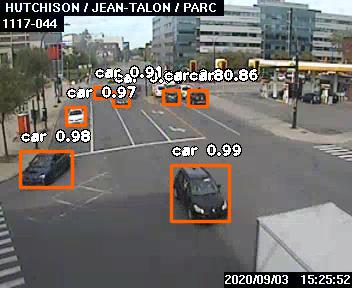 HUTCHISON / JEAN-TALON / PARC
1117-044
car 0.91
car 0.97
0.86
car 0.98
car 0.99
2020/09/03 15:25:52